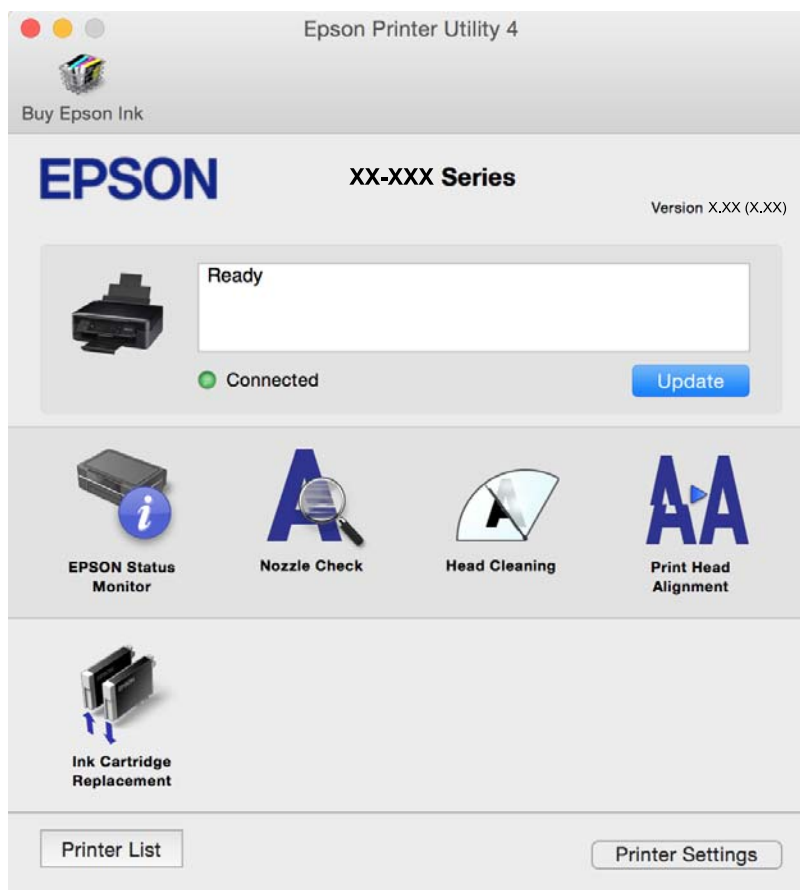 Epson Printer Utility 4
Buy Epson Ink
EPSON
XX-XXX Series
Version X.XX (X.XX)
Ready
Connected
Update
EPSON Status
Monitor
Nozzle Check
Head Cleaning
Print Head
Alignment
Ink Cartridge
Replacement
Printer List
Printer Settings